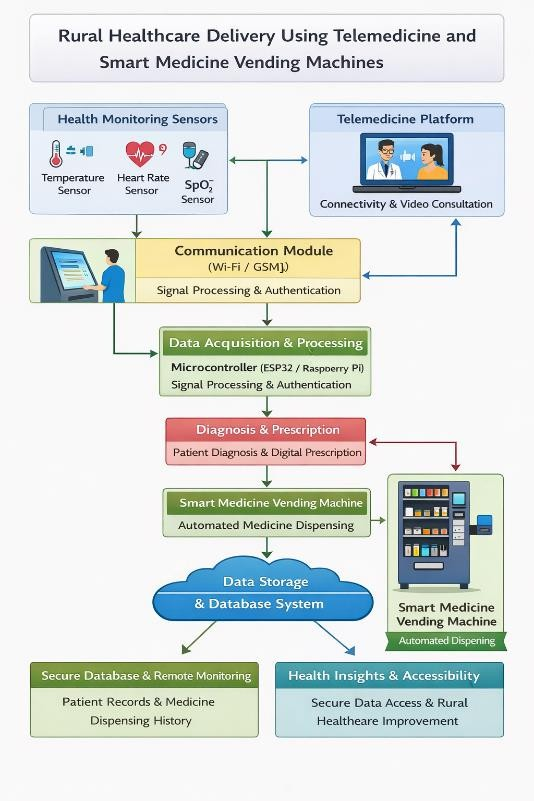 Rural Healthcare Delivery Using Telemedicine and
Smart Medicine Vending Machines
Health Monitoring Sensors
Temperature
Sensor
Heart Rate
Sensor
SpO2
Sensor
Telemedicine Platform
Connectivity & Video Consultation
Communication Module
(Wi-Fi / GSM)
Signal Processing & Authentication
Data Acquisition & Processing
Microcontroller (ESP32 / Raspperry Pi)
Signal Processing & Authentication
Diagnosis & Prescription
Patient Diagnosis & Digital Prescription
Smart Medicine Vending Machine
Automated Medicine Dispensing
Smart Medicine
Vending Machine
Automated Dispening
Data Storage
& Database System
Secure Database & Remote Monitoring
Patient Records & Medicine
Dispensing History
Health Insights & Accessibility
Secure Data Access & Rural
Healtheare Improvement